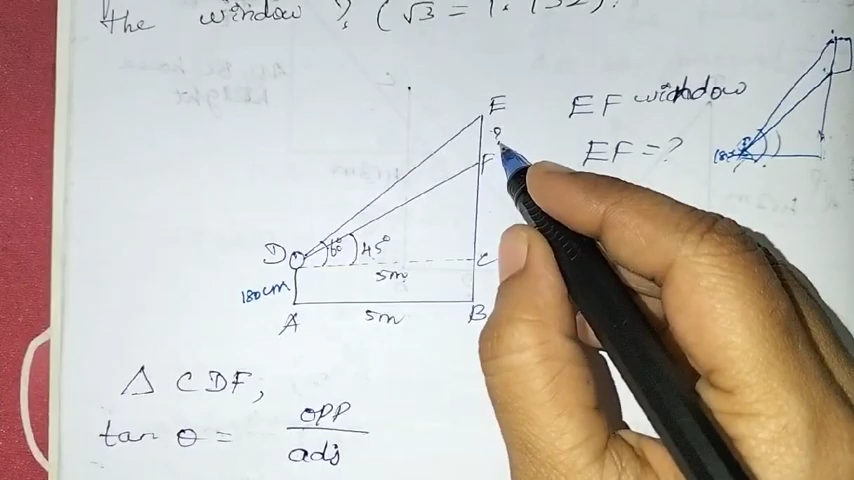 the window ? ( √3 = 1.732).
E
EF window
?
F
EF = ?
D
60°
45°
C
5m
180cm
5m
A
B
△ CDF,
tan θ = opp
adj